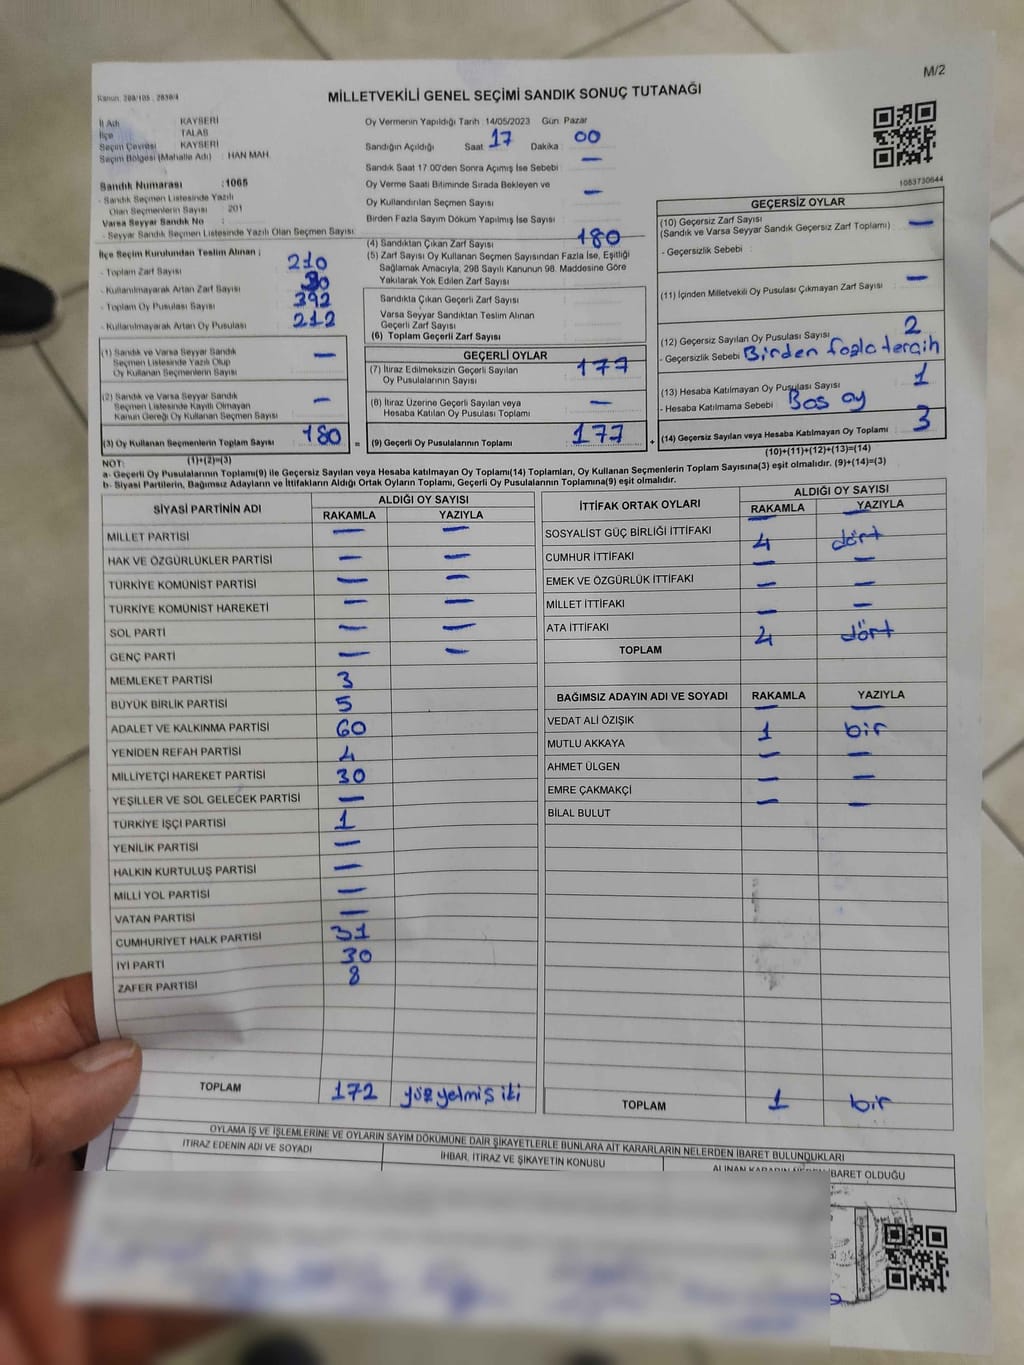 M/2
Kanun: 298/105 , 2839/4
MİLLETVEKİLİ GENEL SEÇİMİ SANDIK SONUÇ TUTANAĞI
İl Adı KAYSERİ
İlçe TALAS
Seçim Çevresi KAYSERİ
Seçim Bölgesi (Mahalle Adı) : HAN MAH
Sandık Numarası :1065
- Sandık Seçmen Listesinde Yazılı
Olan Seçmenlerin Sayısı 201
Varsa Seyyar Sandık No :
- Seyyar Sandık Seçmen Listesinde Yazılı Olan Seçmen Sayısı
İlçe Seçim Kurulundan Teslim Alınan ;
- Toplam Zarf Sayısı 210
- Kullanılmayarak Artan Zarf Sayısı 30
- Toplam Oy Pusulası Sayısı 392
- Kullanılmayarak Artan Oy Pusulası 212
(1) Sandık ve Varsa Seyyar Sandık
Seçmen Listesinde Yazılı Olup
Oy Kullanan Seçmenlerin Sayısı —
(2) Sandık ve Varsa Seyyar Sandık
Seçmen Listesinde Kayıtlı Olmayan
Kanun Gereği Oy Kullanan Seçmen Sayısı —
(3) Oy Kullanan Seçmenlerin Toplam Sayısı 180 =
Oy Vermenin Yapıldığı Tarih 14/05/2023 Gün: Pazar
Sandığın Açıldığı Saat 17 Dakika : 00
Sandık Saat 17 00'den Sonra Açımış İse Sebebi : —
Oy Verme Saati Bitiminde Sırada Bekleyen ve
Oy Kullandırılan Seçmen Sayısı —
Birden Fazla Sayım Döküm Yapılmış İse Sayısı
(4) Sandıktan Çıkan Zarf Sayısı 180
(5) Zarf Sayısı Oy Kullanan Seçmen Sayısından Fazla İse, Eşitliği
Sağlamak Amacıyla, 298 Sayılı Kanunun 98. Maddesine Göre
Yakılarak Yok Edilen Zarf Sayısı
Sandıkta Çıkan Geçerli Zarf Sayısı
Varsa Seyyar Sandıktan Teslim Alınan
Geçerli Zarf Sayısı
(6) Toplam Geçerli Zarf Sayısı
GEÇERLİ OYLAR
(7) İtiraz Edilmeksizin Geçerli Sayılan
Oy Pusulalarının Sayısı 177
(8) İtiraz Üzerine Geçerli Sayılan veya
Hesaba Katılan Oy Pusulası Toplamı —
(9) Geçerli Oy Pusulalarının Toplamı 177 +
1053730644
GEÇERSİZ OYLAR
(10) Geçersiz Zarf Sayısı
(Sandık ve Varsa Seyyar Sandık Geçersiz Zarf Toplamı) —
- Geçersizlik Sebebi :
(11) İçinden Milletvekili Oy Pusulası Çıkmayan Zarf Sayısı —
(12) Geçersiz Sayılan Oy Pusulası Sayısı 2
- Geçersizlik Sebebi Birden fazla tercih
(13) Hesaba Katılmayan Oy Pusulası Sayısı 1
- Hesaba Katılmama Sebebi : Bos oy
(14) Geçersiz Sayılan veya Hesaba Katılmayan Oy Toplamı 3
NOT: (1)+(2)=(3)
(10)+(11)+(12)+(13)=(14)
a- Geçerli Oy Pusulalarının Toplamı(9) ile Geçersiz Sayılan veya Hesaba katılmayan Oy Toplamı(14) Toplamları, Oy Kullanan Seçmenlerin Toplam Sayısına(3) eşit olmalıdır. (9)+(14)=(3)
b- Siyasi Partilerin, Bağımsız Adayların ve İttifakların Aldığı Oy Sayısı, Geçerli Oy Pusulalarının Toplamına(9) eşit olmalıdır.
SİYASİ PARTİNİN ADI ALDIĞI OY SAYISI
RAKAMLA YAZIYLA
MİLLET PARTİSİ — —
HAK VE ÖZGÜRLÜKLER PARTİSİ — —
TÜRKİYE KOMÜNİST PARTİSİ — —
TÜRKİYE KOMÜNİST HAREKETİ — —
SOL PARTİ — —
GENÇ PARTİ — —
MEMLEKET PARTİSİ 3
BÜYÜK BİRLİK PARTİSİ 5
ADALET VE KALKINMA PARTİSİ 60
YENİDEN REFAH PARTİSİ 4
MİLLİYETÇİ HAREKET PARTİSİ 30
YEŞİLLER VE SOL GELECEK PARTİSİ —
TÜRKİYE İŞÇİ PARTİSİ 1
YENİLİK PARTİSİ —
HALKIN KURTULUŞ PARTİSİ —
MİLLİ YOL PARTİSİ —
VATAN PARTİSİ —
CUMHURİYET HALK PARTİSİ 31
İYİ PARTİ 30
ZAFER PARTİSİ 8
TOPLAM 172 yüz yetmiş iki
İTTİFAK ORTAK OYLARI ALDIĞI OY SAYISI
RAKAMLA YAZIYLA
SOSYALİST GÜÇ BİRLİĞİ İTTİFAKI — —
CUMHUR İTTİFAKI 4 dört
EMEK VE ÖZGÜRLÜK İTTİFAKI — —
MİLLET İTTİFAKI — —
ATA İTTİFAKI — —
TOPLAM 4 dört
BAĞIMSIZ ADAYIN ADI VE SOYADI RAKAMLA YAZIYLA
VEDAT ALİ ÖZIŞIK — —
MUTLU AKKAYA 1 bir
AHMET ÜLGEN — —
EMRE ÇAKMAKÇİ — —
BİLAL BULUT — —
TOPLAM 1 bir
OYLAMA İŞ VE İŞLEMLERİNE VE OYLARIN SAYIM DÖKÜMÜNE DAİR ŞİKAYETLERLE BUNLARA AİT KARARLARIN NELERDEN İBARET BULUNDUKLARI
İTİRAZ EDENİN ADI VE SOYADI İHBAR, İTİRAZ VE ŞİKAYETİN KONUSU ALINAN KARARIN NEDEN İBARET OLDUĞU